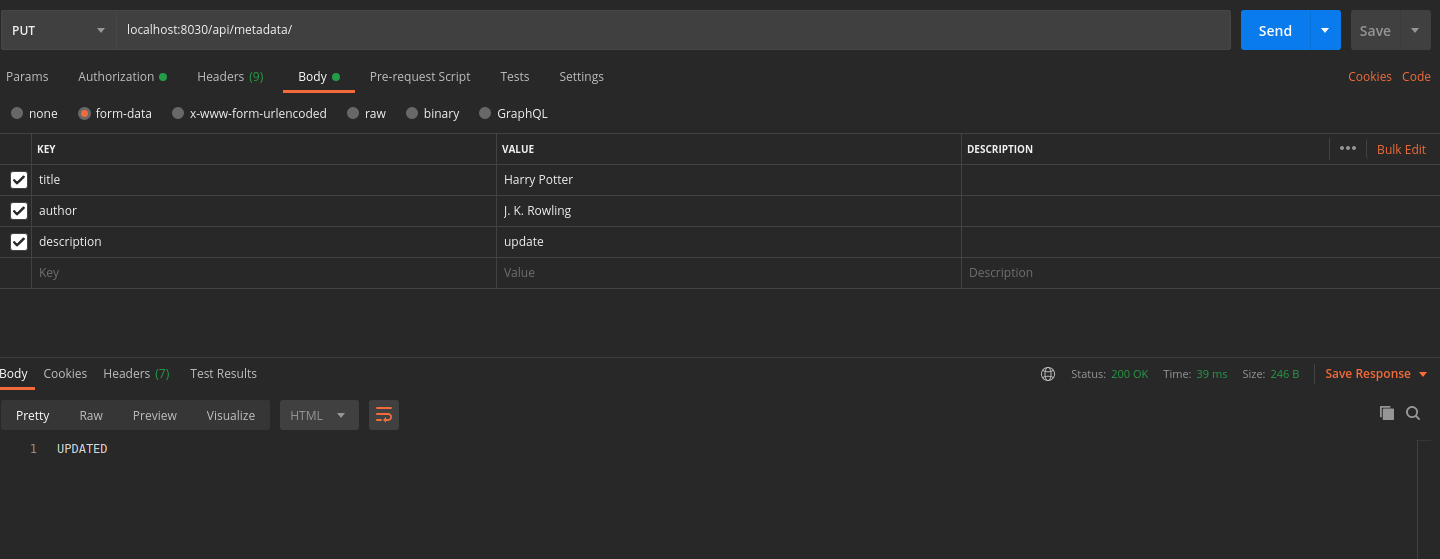 PUT localhost:8030/api/metadata/ Send Save
Params Authorization Headers (9) Body Pre-request Script Tests Settings Cookies Code
none form-data x-www-form-urlencoded raw binary GraphQL
KEY VALUE DESCRIPTION Bulk Edit
title Harry Potter
author J. K. Rowling
description update
Key Value Description
Body Cookies Headers (7) Test Results Status: 200 OK Time: 39 ms Size: 246 B Save Response
Pretty Raw Preview Visualize HTML
1 UPDATED